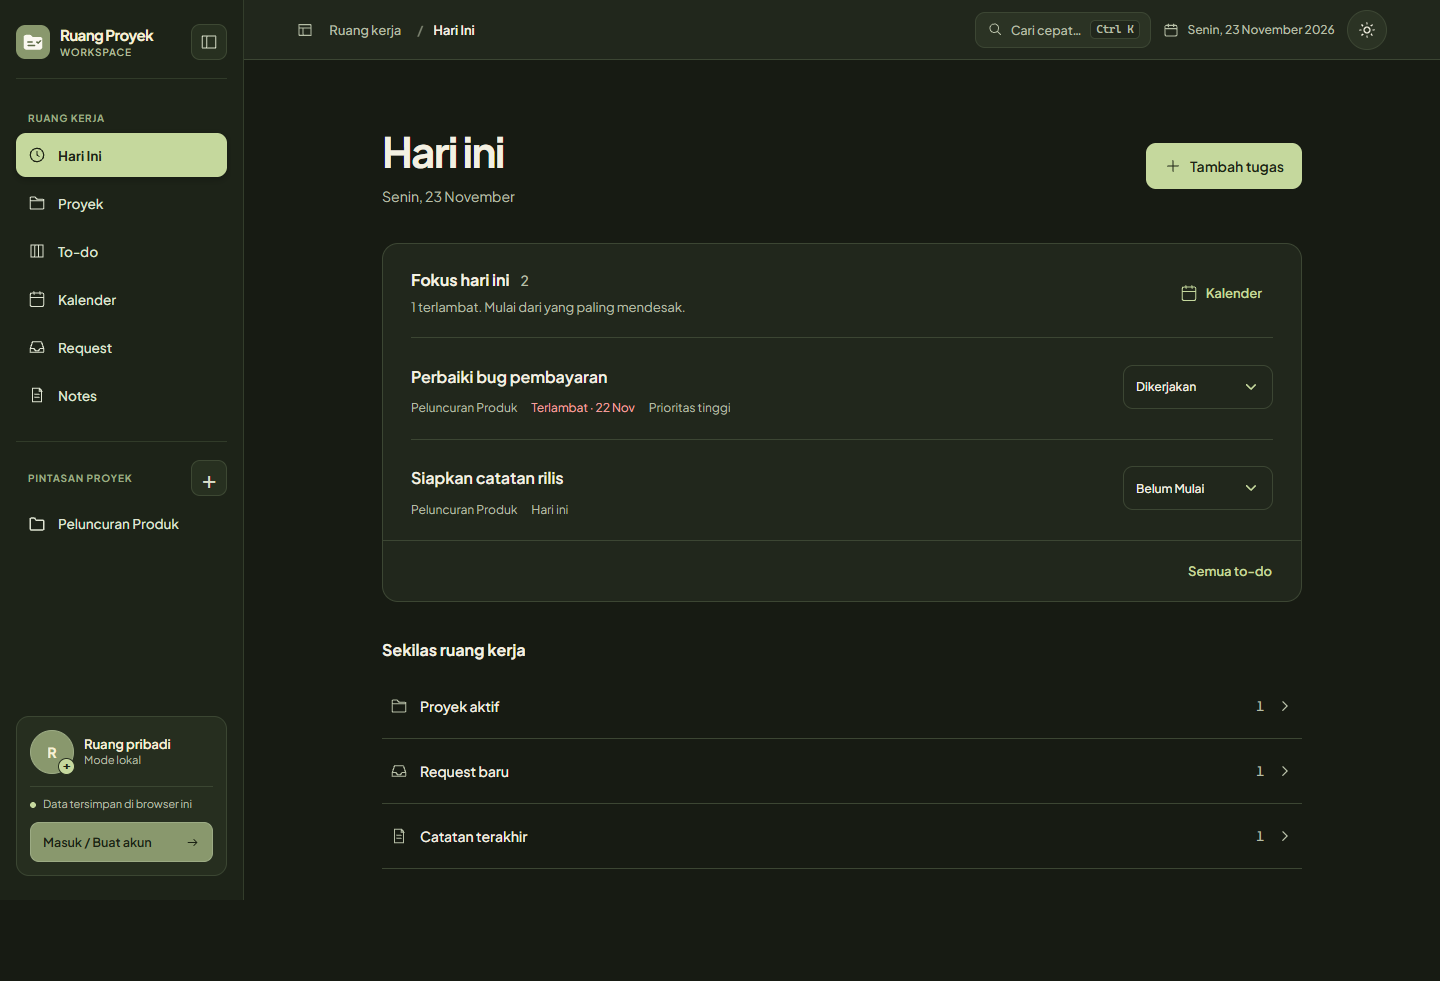 Ruang Proyek
WORKSPACE
RUANG KERJA
Hari Ini
Proyek
To-do
Kalender
Request
Notes
PINTASAN PROYEK
Peluncuran Produk
R
Ruang pribadi
Mode lokal
Data tersimpan di browser ini
Masuk / Buat akun
Ruang kerja / Hari Ini
Cari cepat... Ctrl K
Senin, 23 November 2026
Hari ini
Senin, 23 November
Tambah tugas
Fokus hari ini 2
1 terlambat. Mulai dari yang paling mendesak.
Kalender
Perbaiki bug pembayaran
Peluncuran Produk Terlambat · 22 Nov Prioritas tinggi
Dikerjakan
Siapkan catatan rilis
Peluncuran Produk Hari ini
Belum Mulai
Semua to-do
Sekilas ruang kerja
Proyek aktif 1
Request baru 1
Catatan terakhir 1